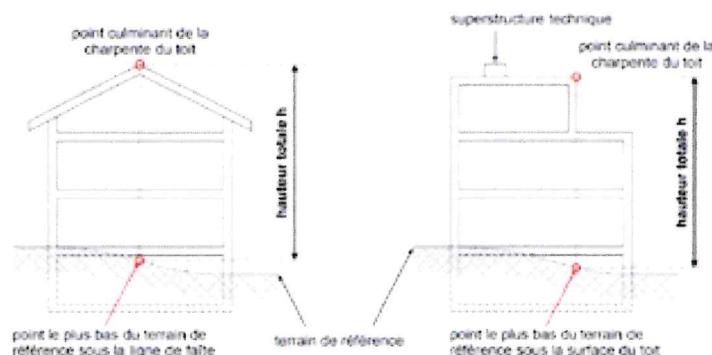 superstructure technique
point culminant de la
charpente du toit
point culminant de la
charpente du toit
hauteur totale h
hauteur totale h
point le plus bas du terrain de
référence sous la ligne de faîte
terrain de référence
point le plus bas du terrain de
référence sous la surface du toit